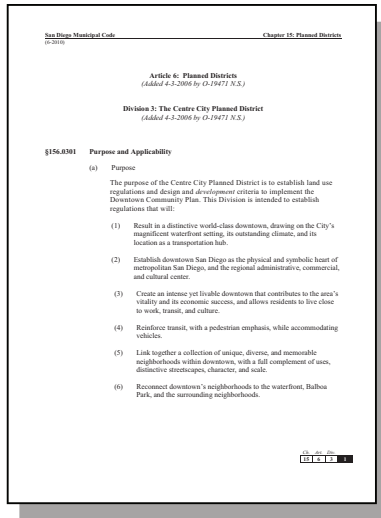 San Diego Municipal Code Chapter 15: Planned Districts
(6-2010)
Article 6: Planned Districts
(Added 4-3-2006 by O-19471 N.S.)
Division 3: The Centre City Planned District
(Added 4-3-2006 by O-19471 N.S.)
§156.0301 Purpose and Applicability
(a) Purpose
The purpose of the Centre City Planned District is to establish land use
regulations and design and development criteria to implement the
Downtown Community Plan. This Division is intended to establish
regulations that will:
(1) Result in a distinctive world-class downtown, drawing on the City's
magnificent waterfront setting, its outstanding climate, and its
location as a transportation hub.
(2) Establish downtown San Diego as the physical and symbolic heart of
metropolitan San Diego, and the regional administrative, commercial,
and cultural center.
(3) Create an intense yet livable downtown that contributes to the area's
vitality and its economic success, and allows residents to live close
to work, transit, and culture.
(4) Reinforce transit, with a pedestrian emphasis, while accommodating
vehicles.
(5) Link together a collection of unique, diverse, and memorable
neighborhoods within downtown, with a full complement of uses,
distinctive streetscapes, character, and scale.
(6) Reconnect downtown's neighborhoods to the waterfront, Balboa
Park, and the surrounding neighborhoods.
Ch. Art. Div.
15 6 3 1